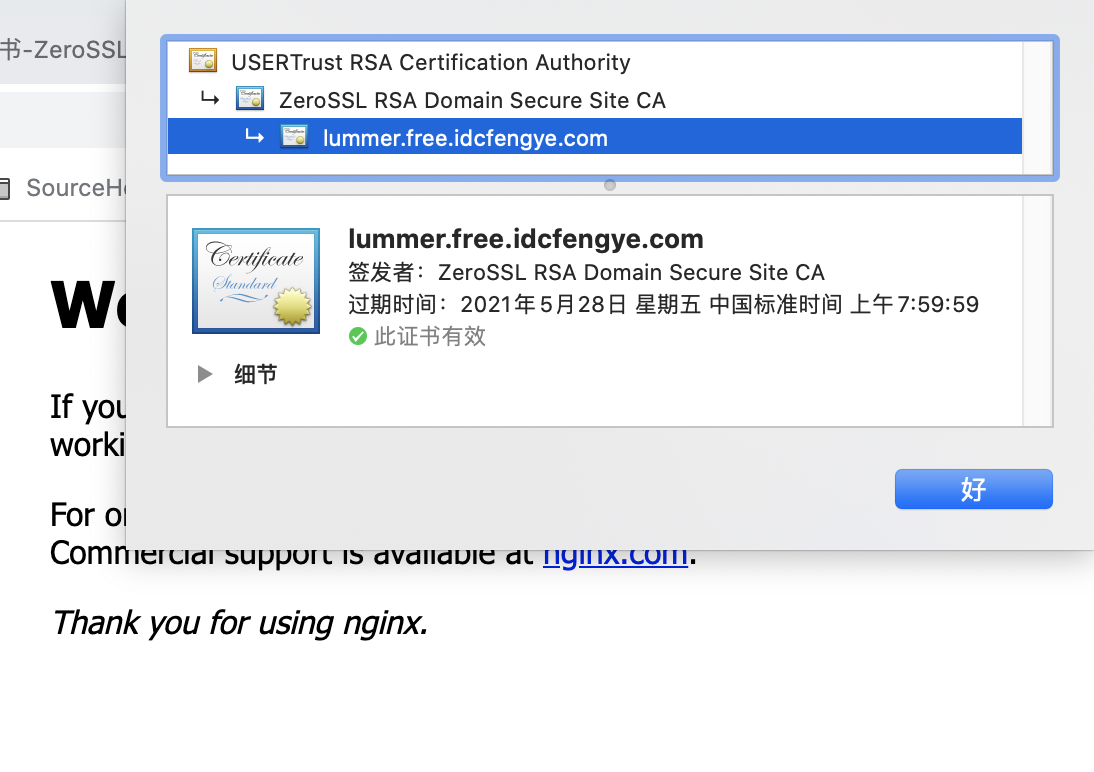 书-ZeroSSL
USERTrust RSA Certification Authority
ZeroSSL RSA Domain Secure Site CA
lummer.free.idcfengye.com
SourceH
Certificate
Standard
lummer.free.idcfengye.com
签发者：ZeroSSL RSA Domain Secure Site CA
过期时间：2021年5月28日 星期五 中国标准时间 上午7:59:59
此证书有效
细节
好
If you
worki
For
Commercial support is available at nginx.com.
Thank you for using nginx.